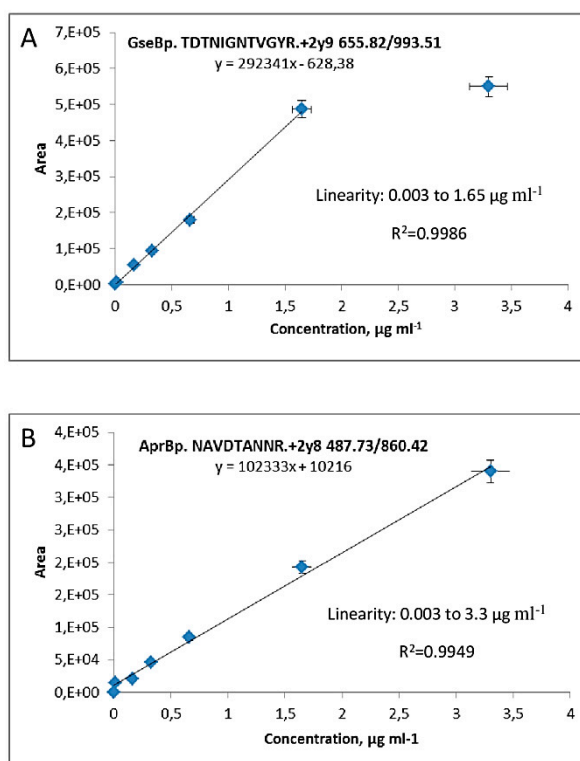 A
GseBp. TDTNIGNTVGYR.+2y9 655.82/993.51
y = 292341x - 628,38
7,E+05
6,E+05
5,E+05
4,E+05
3,E+05
2,E+05
1,E+05
0,E+00
Area
Linearity: 0.003 to 1.65 µg ml-1
R2=0.9986
0 0,5 1 1,5 2 2,5 3 3,5 4
Concentration, µg ml-1
B
AprBp. NAVDTANNR.+2y8 487.73/860.42
y = 102333x + 10216
4,E+05
4,E+05
3,E+05
3,E+05
2,E+05
2,E+05
1,E+05
5,E+04
0,E+00
Area
Linearity: 0.003 to 3.3 µg ml-1
R2=0.9949
0 0,5 1 1,5 2 2,5 3 3,5 4
Concentration, µg ml-1